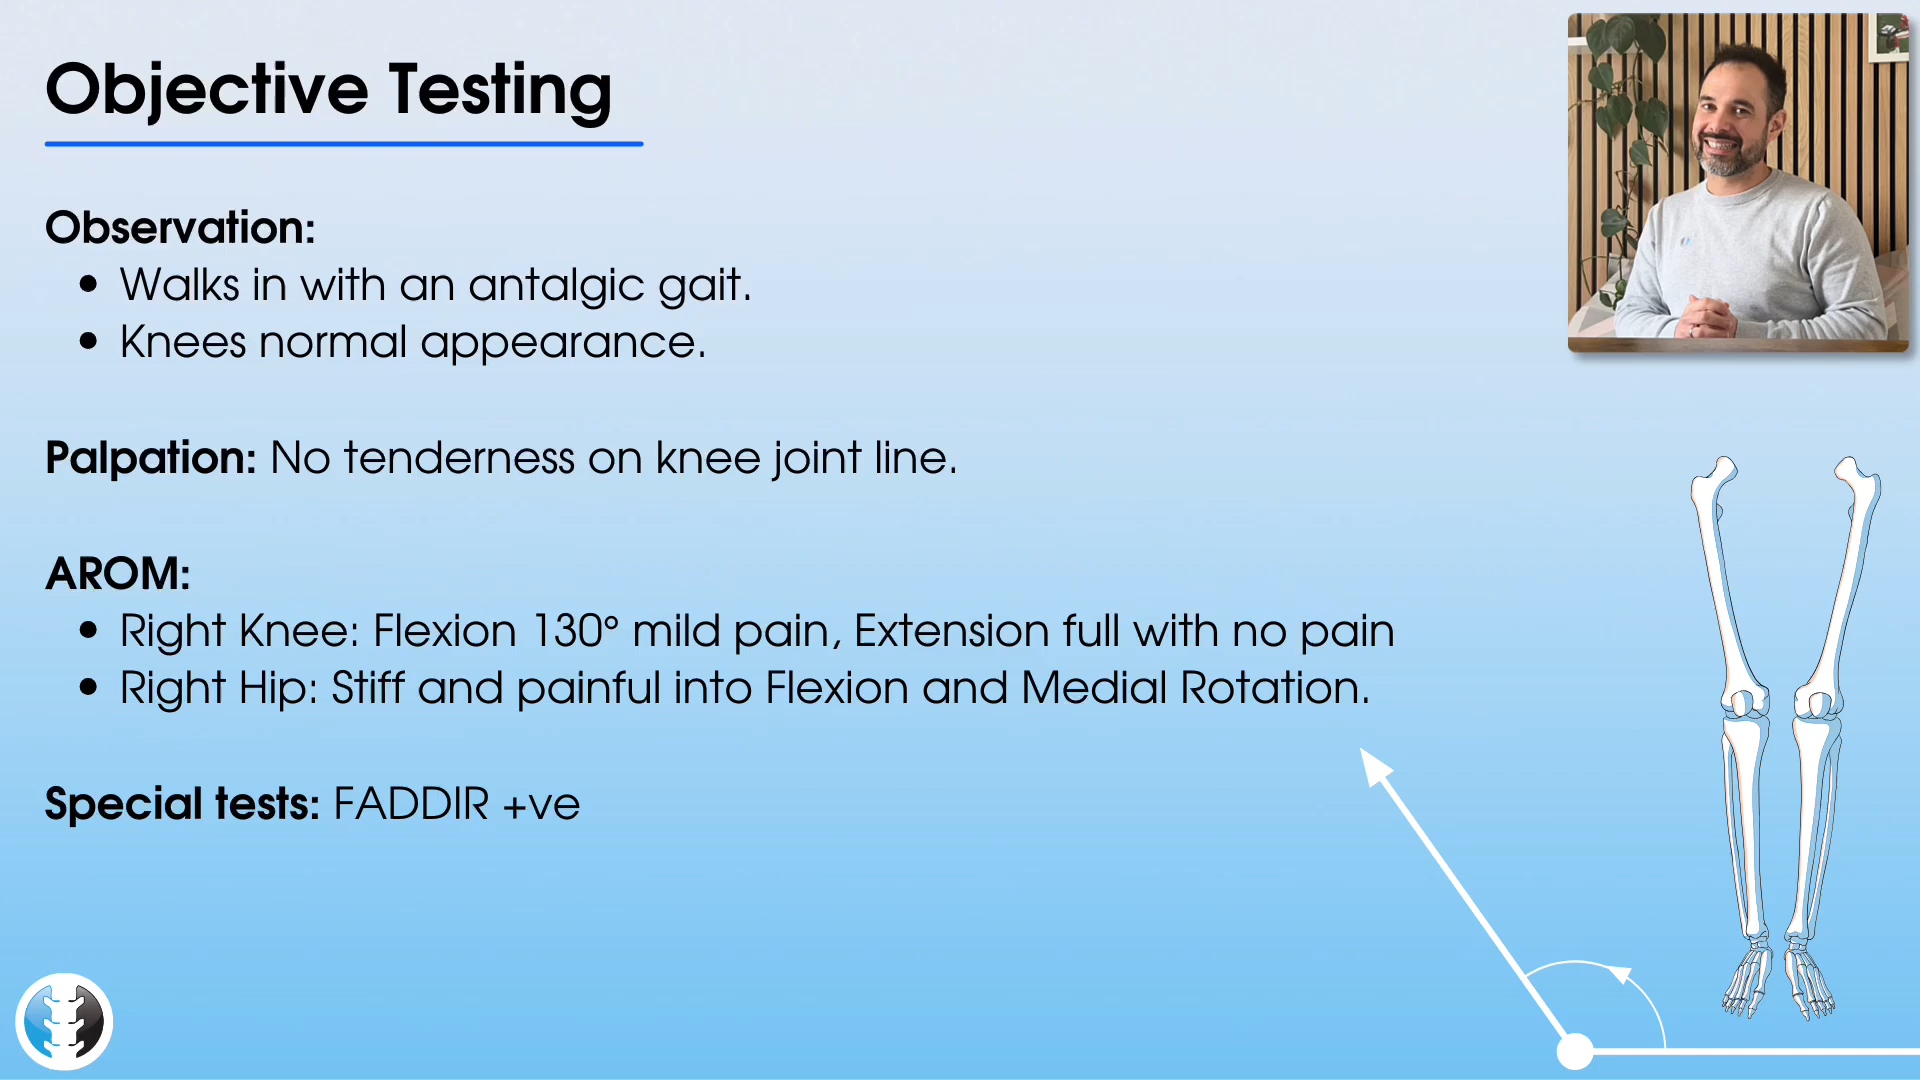 Objective Testing
Observation:
• Walks in with an antalgic gait.
• Knees normal appearance.
Palpation: No tenderness on knee joint line.
AROM:
• Right Knee: Flexion 130° mild pain, Extension full with no pain
• Right Hip: Stiff and painful into Flexion and Medial Rotation.
Special tests: FADDIR +ve